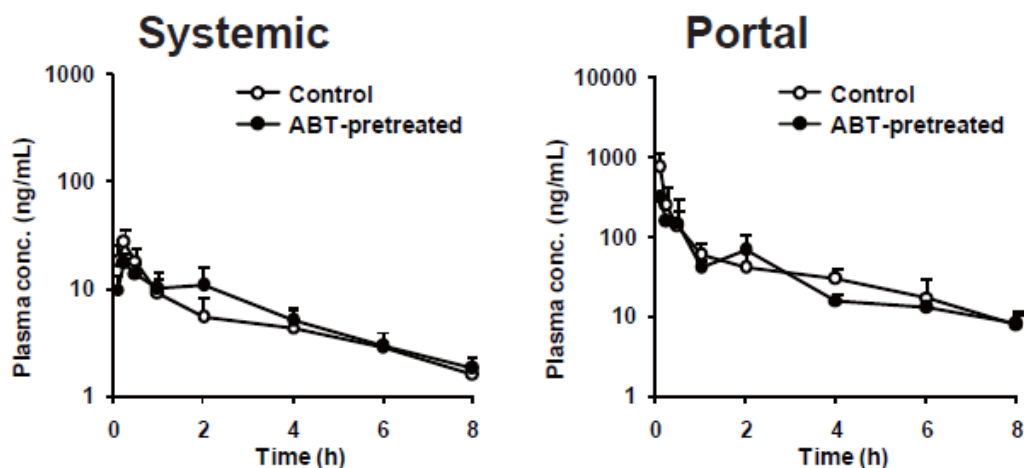 Systemic
Portal
1000
100
10
1
Plasma conc. (ng/mL)
Control
ABT-pretreated
0 2 4 6 8
Time (h)
10000
1000
100
10
1
Plasma conc. (ng/mL)
Control
ABT-pretreated
0 2 4 6 8
Time (h)